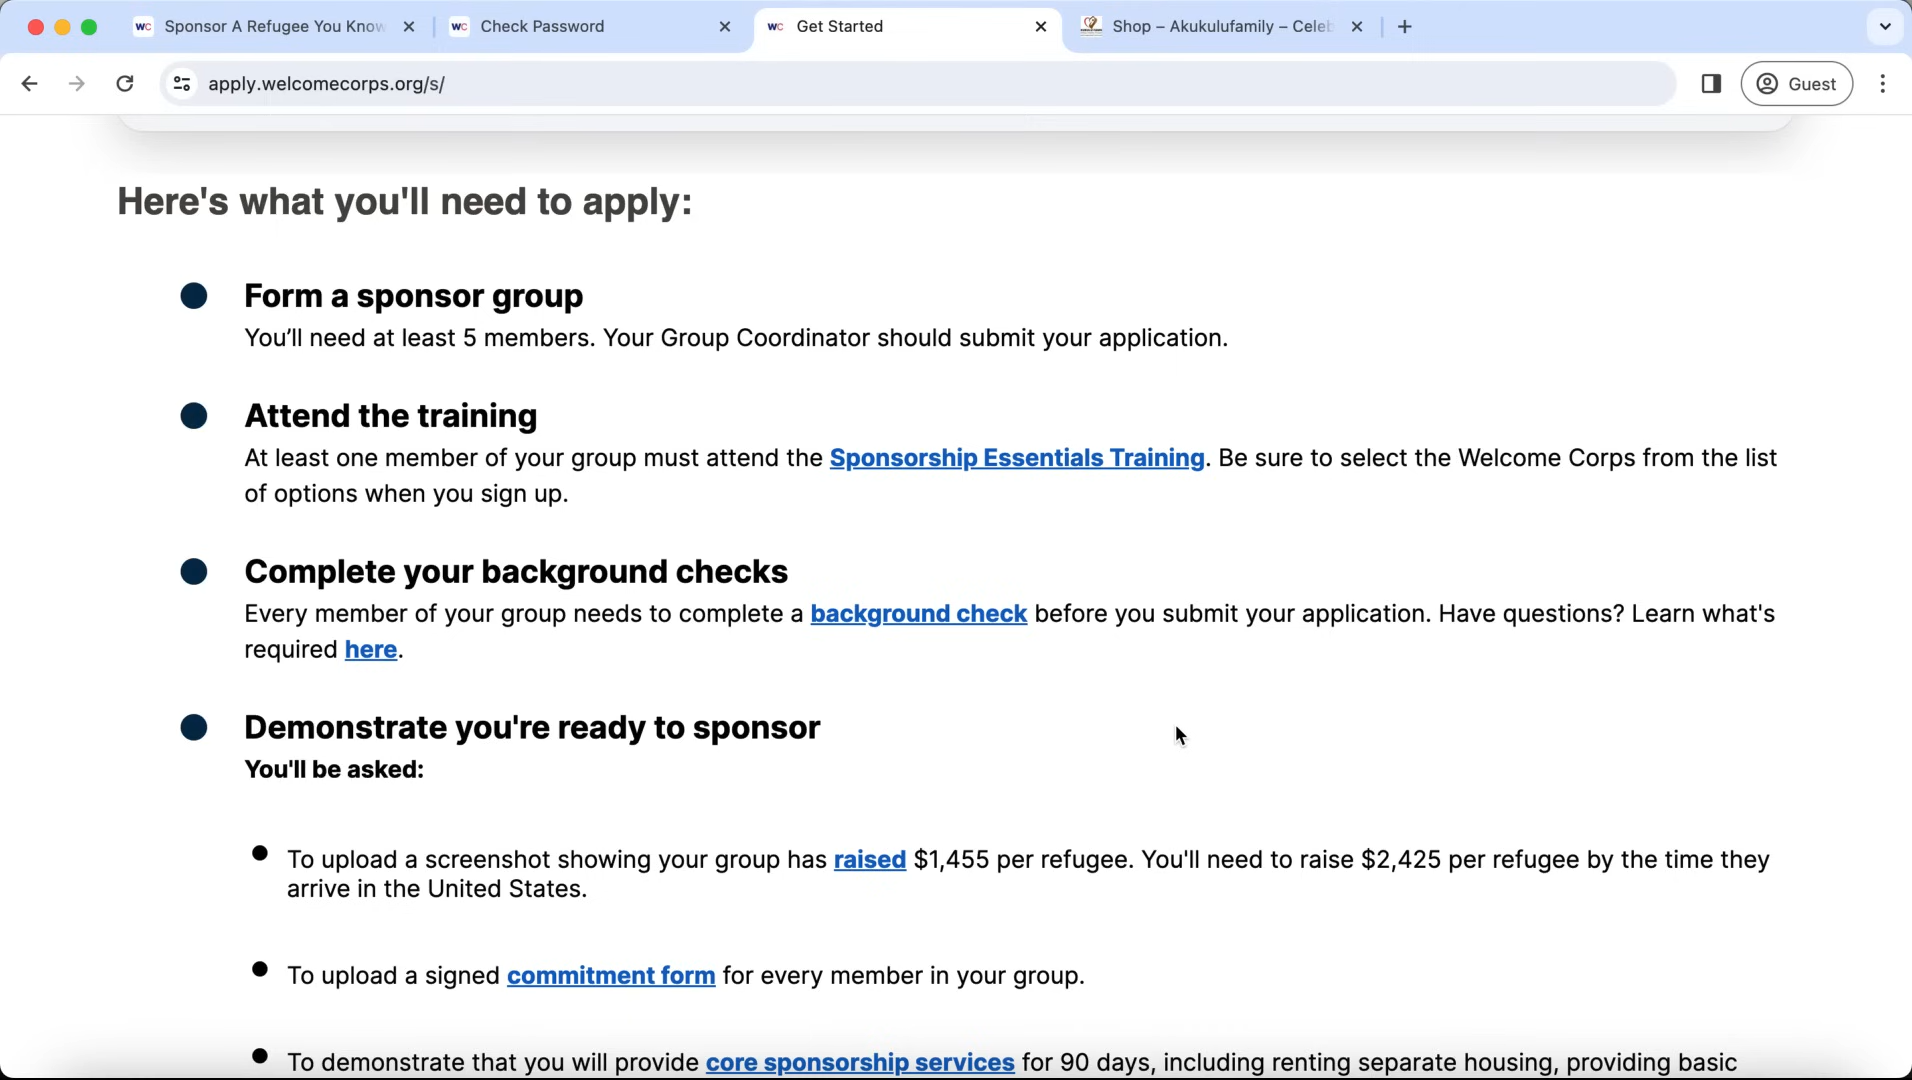 Sponsor A Refugee You Know
Check Password
Get Started
Shop – Akukulufamily – Celeb
apply.welcomecorps.org/s/
Guest
Here's what you'll need to apply:
Form a sponsor group
You’ll need at least 5 members. Your Group Coordinator should submit your application.
Attend the training
At least one member of your group must attend the Sponsorship Essentials Training. Be sure to select the Welcome Corps from the list
of options when you sign up.
Complete your background checks
Every member of your group needs to complete a background check before you submit your application. Have questions? Learn what's
required here.
Demonstrate you're ready to sponsor
You'll be asked:
To upload a screenshot showing your group has raised $1,455 per refugee. You'll need to raise $2,425 per refugee by the time they
arrive in the United States.
To upload a signed commitment form for every member in your group.
To demonstrate that you will provide core sponsorship services for 90 days, including renting separate housing, providing basic